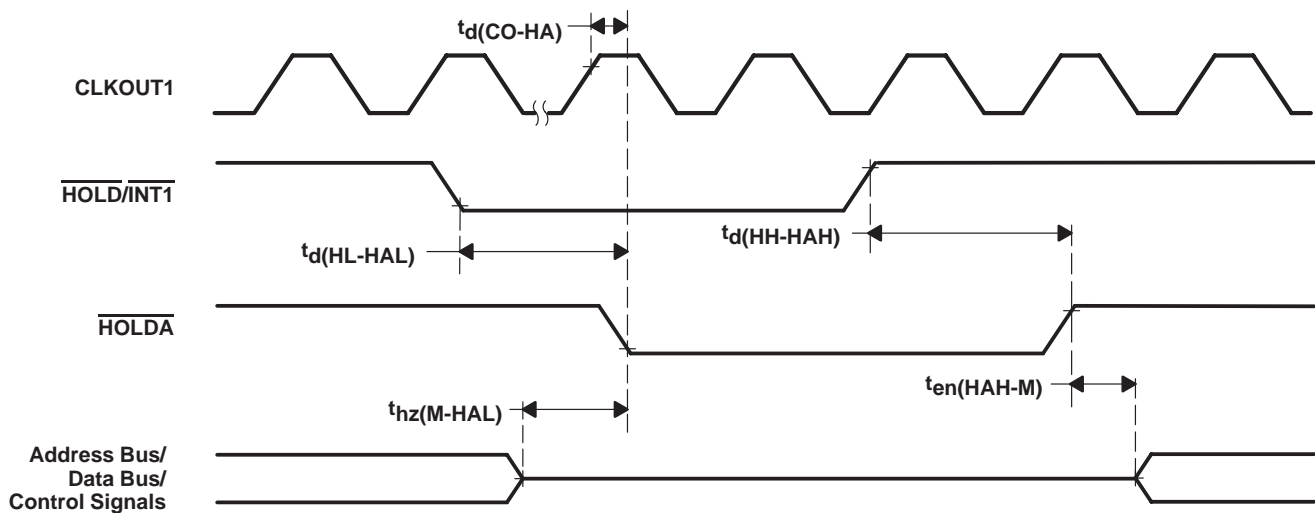 td(CO-HA)
CLKOUT1
HOLD/INT1
td(HH-HAH)
td(HL-HAL)
HOLDA
ten(HAH-M)
thz(M-HAL)
Address Bus/
Data Bus/
Control Signals